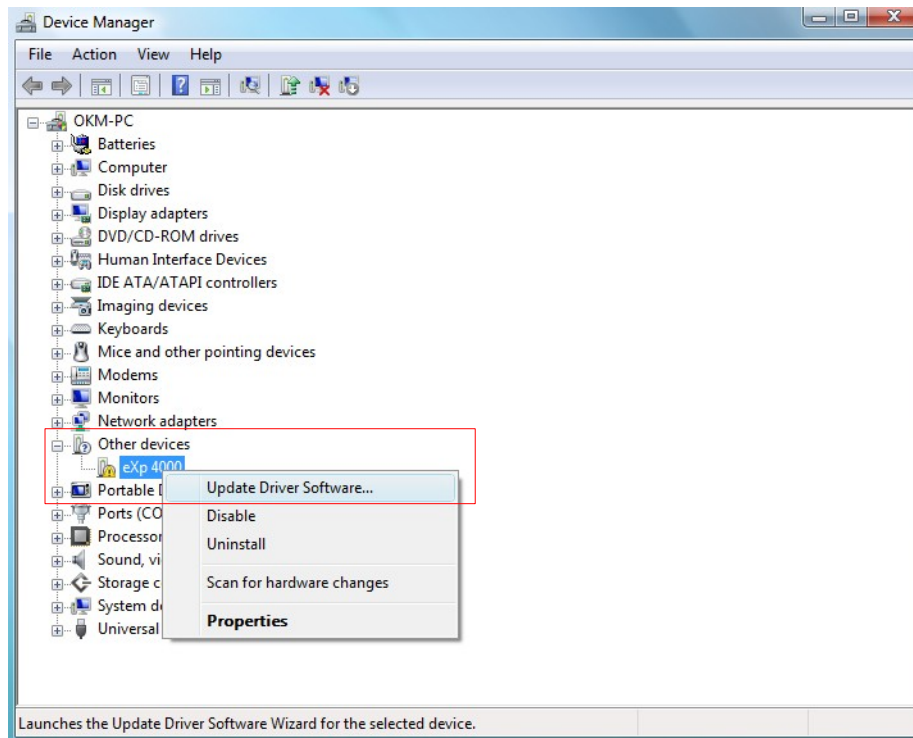 Device Manager
File Action View Help
OKM-PC
Batteries
Computer
Disk drives
Display adapters
DVD/CD-ROM drives
Human Interface Devices
IDE ATA/ATAPI controllers
Imaging devices
Keyboards
Mice and other pointing devices
Modems
Monitors
Network adapters
Other devices
eXp 4000
Portable
Ports (CO
Processor
Sound, vi
Storage c
System d
Universal
Update Driver Software...
Disable
Uninstall
Scan for hardware changes
Properties
Launches the Update Driver Software Wizard for the selected device.